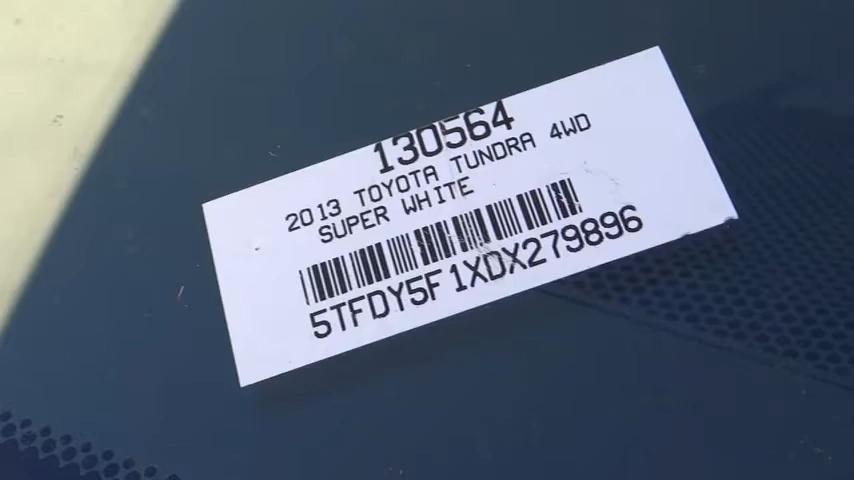 130564
2013 TOYOTA TUNDRA 4WD
SUPER WHITE
5TFDY5F1XDX279896